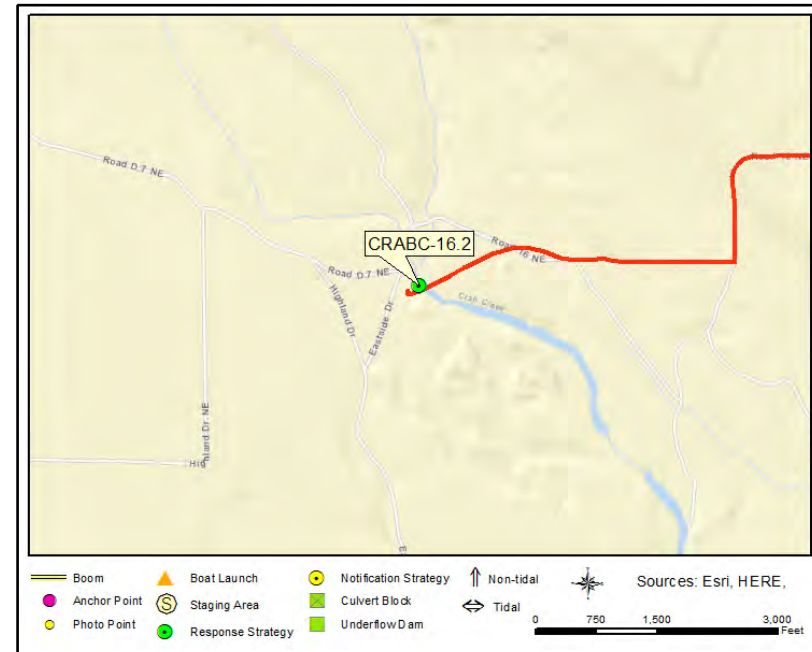 Road D.7 NE
CRABC-16.2
Road 16 NE
Road D.7 NE
Crab Creek
Highland Dr
Eastside Dr
Highland Dr NE
High
E
Boom
Boat Launch
Notification Strategy
Non-tidal
Sources: Esri, HERE,
Anchor Point
S
Staging Area
Culvert Block
Tidal
Photo Point
Response Strategy
Underflow Dam
0 750 1,500 3,000
Feet